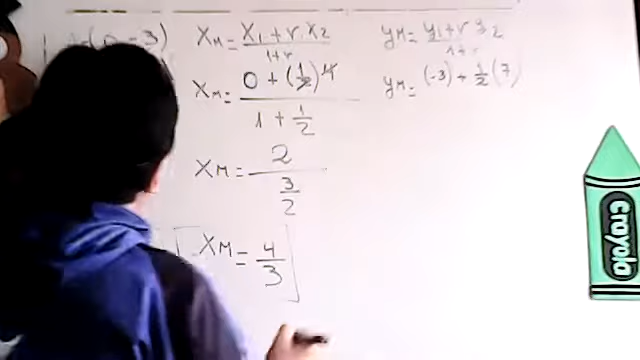 A=(0,-3)
XM = X1 + r. X2 / 1+r
YM = Y1 + r Y2 / 1+r
XM = 0 + (1/2) 4 / 1 + 1/2
YM = (-3) + 1/2 (7)
XM = 2 / 3/2
XM = 4/3
Crayola